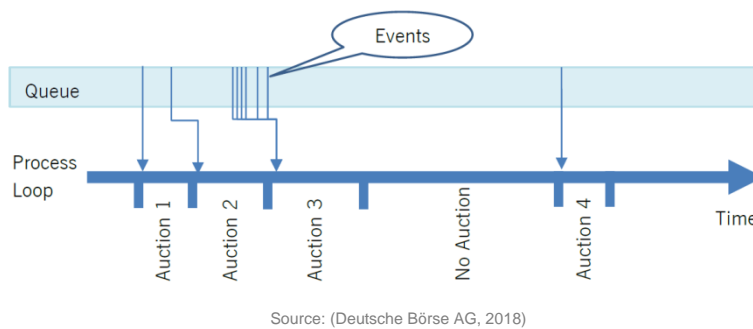 Events
Queue
Process
Loop
Time
Auction 1
Auction 2
Auction 3
No Auction
Auction 4
Source: (Deutsche Börse AG, 2018)